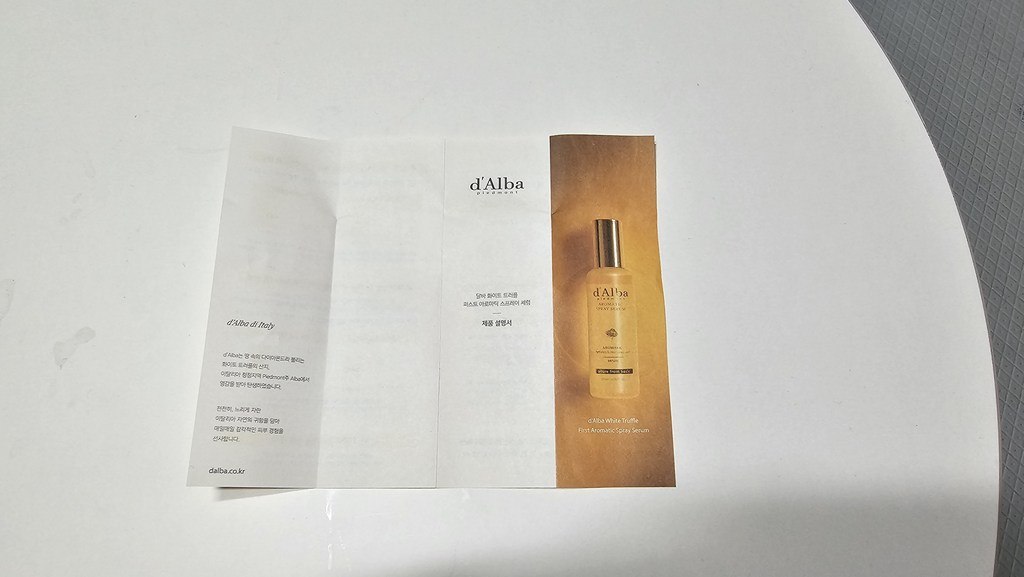 d'Alba di Italy
d'Alba는 땅 속의 다이아몬드라 불리는
화이트 트러플의 산지,
이탈리아 청정지역 Piedmont주 Alba에서
영감을 받아 탄생하였습니다.
천천히, 느리게 자란
이탈리아 자연의 귀함을 담아
매일매일 감각적인 피부 경험을
선사합니다.
dalba.co.kr
d'Alba
piedmont
달바 화이트 트러플
퍼스트 아로마틱 스프레이 세럼
제품 설명서
d'Alba
piedmont
AROMATIC
SPRAY SERUM
d'Alba White Truffle
First Aromatic Spray Serum